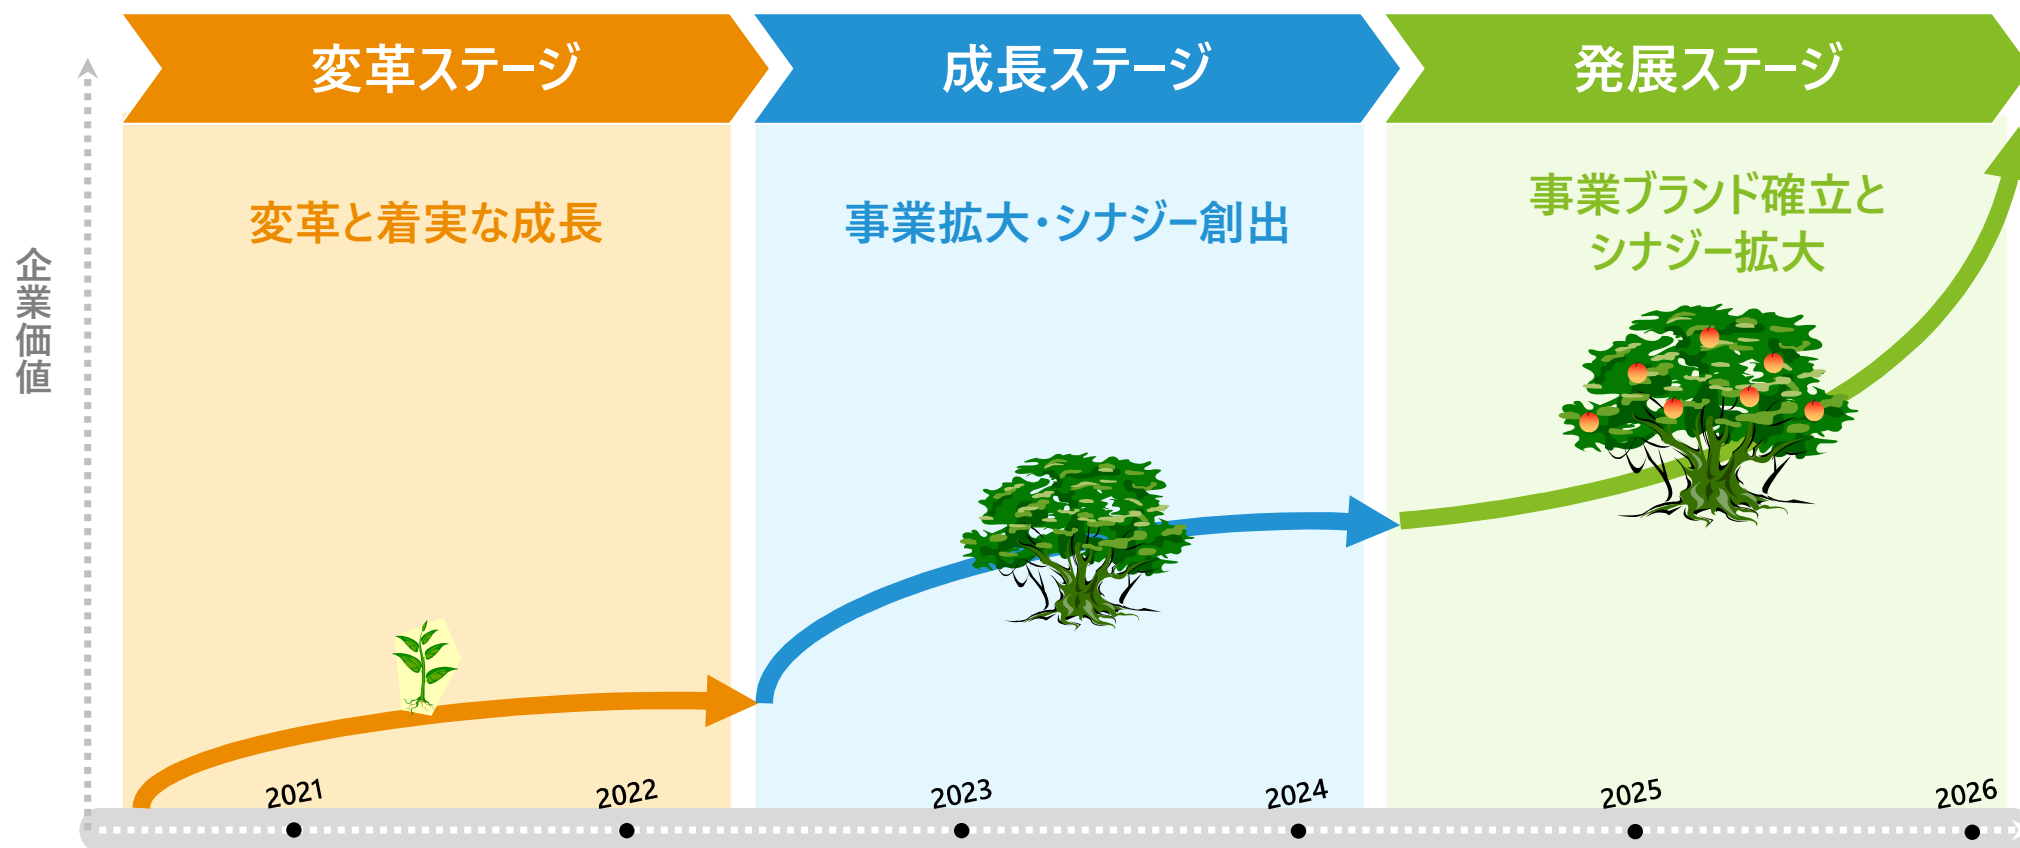 変革ステージ
成長ステージ
発展ステージ
変革と着実な成長
事業拡大・シナジー創出
事業ブランド確立と
シナジー拡大
企業価値
2021
2022
2023
2024
2025
2026